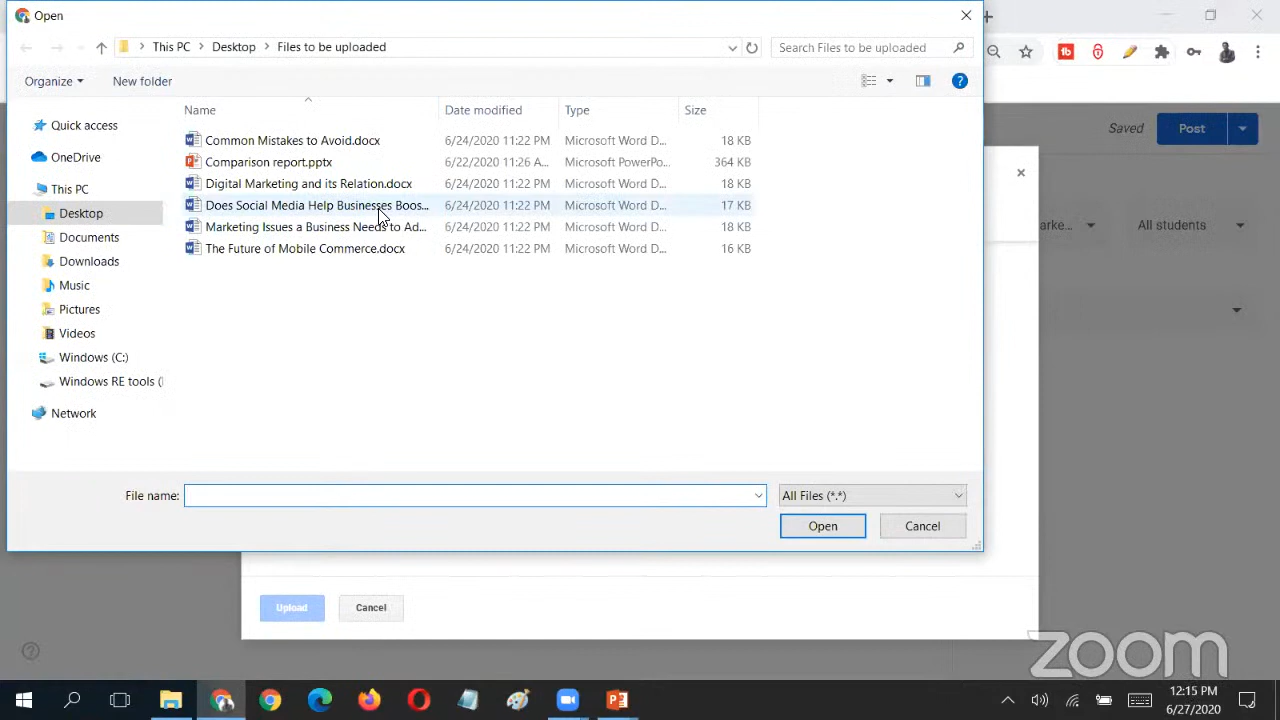 Open
This PC > Desktop > Files to be uploaded
Search Files to be uploaded
Organize
New folder
Name Date modified Type Size
Quick access
OneDrive
This PC
Desktop
Documents
Downloads
Music
Pictures
Videos
Windows (C:)
Windows RE tools (
Network
Common Mistakes to Avoid.docx 6/24/2020 11:22 PM Microsoft Word D... 18 KB
Comparison report.pptx 6/22/2020 11:26 A... Microsoft PowerPo... 364 KB
Digital Marketing and its Relation.docx 6/24/2020 11:22 PM Microsoft Word D... 18 KB
Does Social Media Help Businesses Boos... 6/24/2020 11:22 PM Microsoft Word D... 17 KB
Marketing Issues a Business Needs to Ad... 6/24/2020 11:22 PM Microsoft Word D... 18 KB
The Future of Mobile Commerce.docx 6/24/2020 11:22 PM Microsoft Word D... 16 KB
File name:
All Files (*.*)
Open
Cancel
Saved
Post
arke...
All students
Upload
Cancel
zoom
12:15 PM
6/27/2020